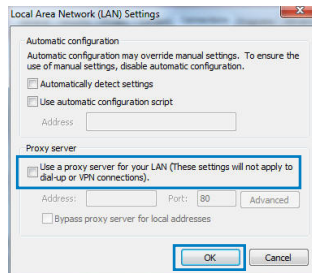 Local Area Network (LAN) Settings
Automatic configuration
Automatic configuration may override manual settings. To ensure the
use of manual settings, disable automatic configuration.
Automatically detect settings
Use automatic configuration script
Address
Proxy server
Use a proxy server for your LAN (These settings will not apply to
dial-up or VPN connections).
Address: Port: 80 Advanced
Bypass proxy server for local addresses
OK Cancel